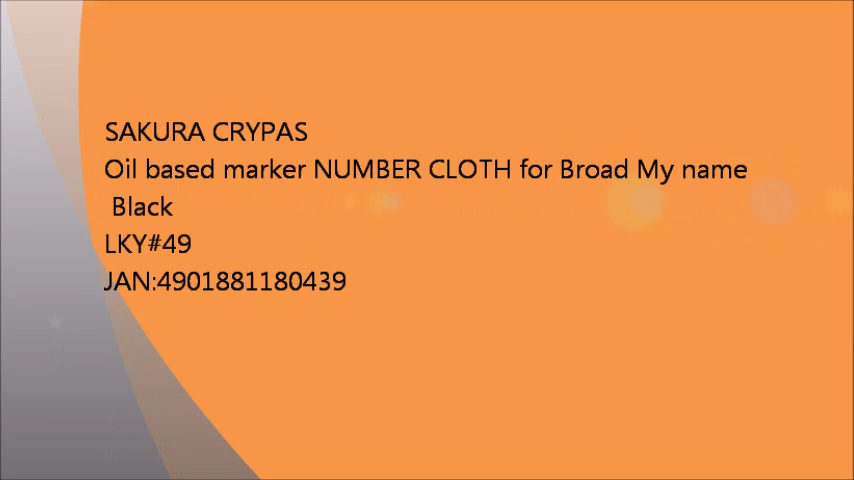 SAKURA CRYPAS
Oil based marker NUMBER CLOTH for Broad My name
Black
LKY#49
JAN:4901881180439